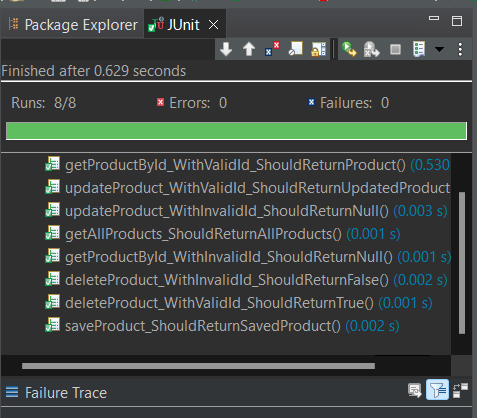 Package Explorer JUnit
Finished after 0.629 seconds
Runs: 8/8 Errors: 0 Failures: 0
getProductById_WithValidId_ShouldReturnProduct() (0.530
updateProduct_WithValidId_ShouldReturnUpdatedProduct
updateProduct_WithInvalidId_ShouldReturnNull() (0.003 s)
getAllProducts_ShouldReturnAllProducts() (0.001 s)
getProductById_WithInvalidId_ShouldReturnNull() (0.001 s)
deleteProduct_WithInvalidId_ShouldReturnFalse() (0.002 s)
deleteProduct_WithValidId_ShouldReturnTrue() (0.001 s)
saveProduct_ShouldReturnSavedProduct() (0.002 s)
Failure Trace